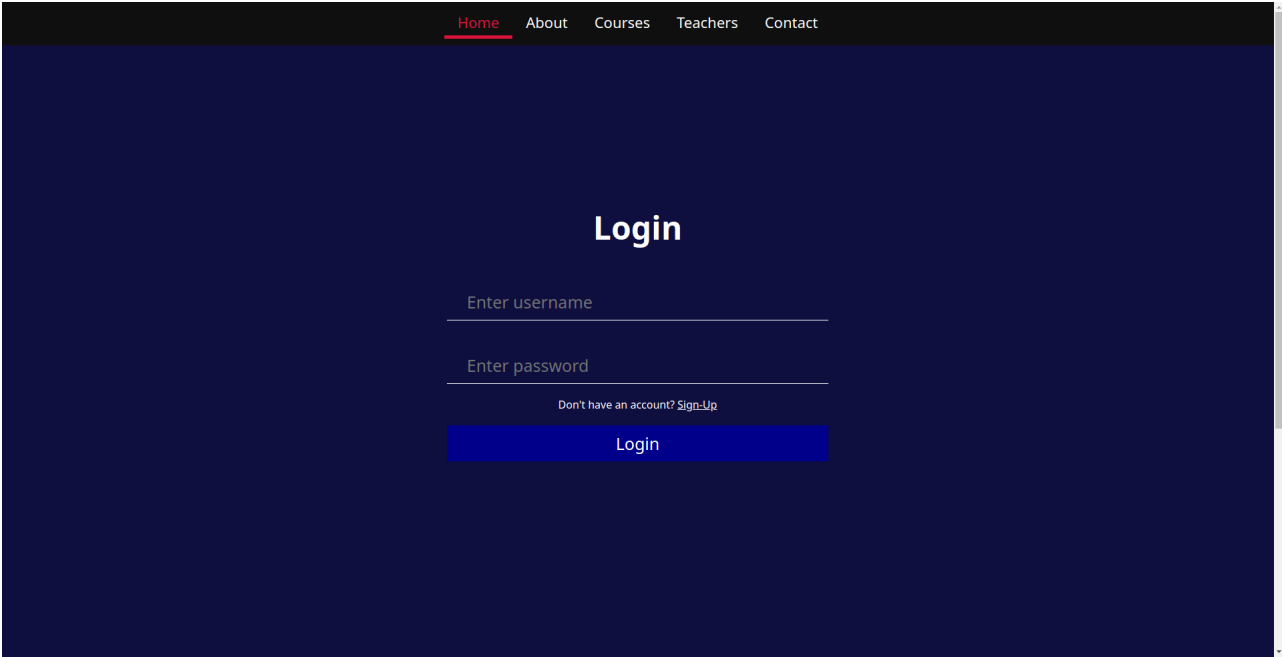 Home About Courses Teachers Contact
Login
Enter username
Enter password
Don't have an account? Sign-Up
Login